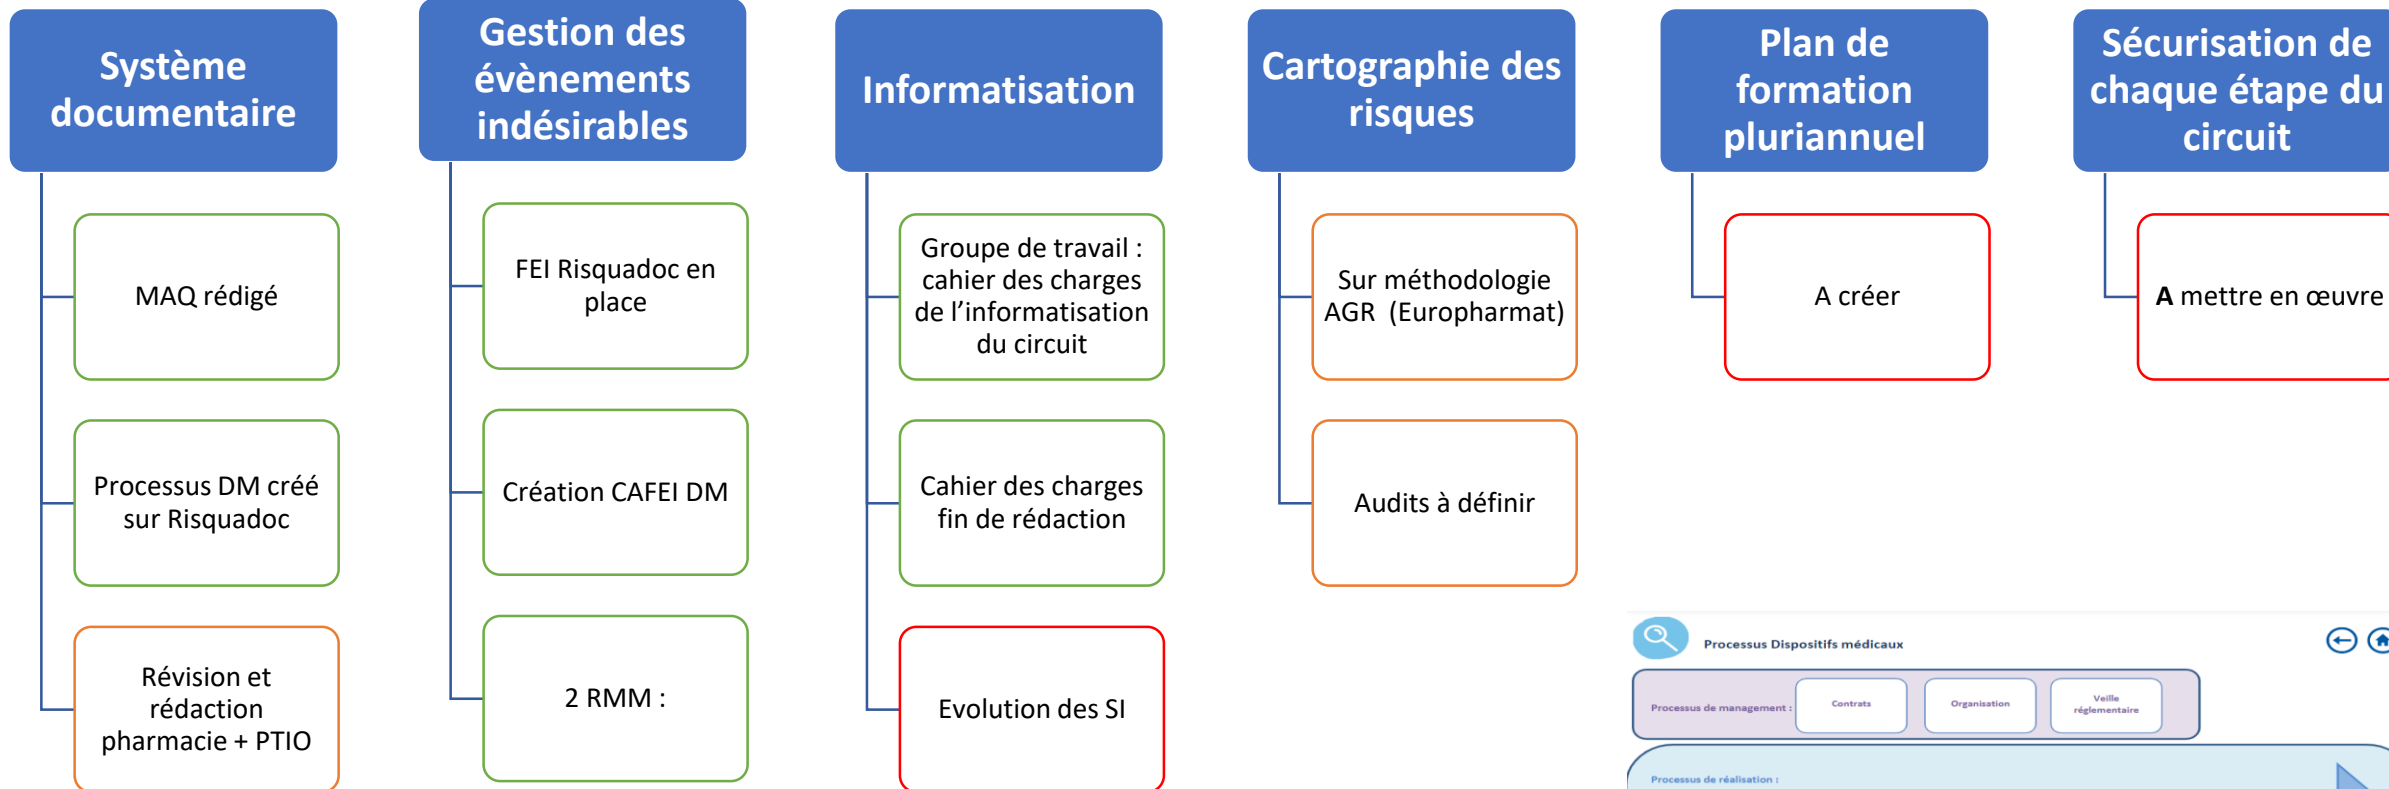 Système
documentaire
MAQ rédigé
Processus DM créé
sur Risquadoc
Révision et
rédaction
pharmacie + PTIO
Gestion des
évènements
indésirables
FEI Risquadoc en
place
Création CAFEI DM
2 RMM :
Informatisation
Groupe de travail :
cahier des charges
de l’informatisation
du circuit
Cahier des charges
fin de rédaction
Evolution des SI
Cartographie des
risques
Sur méthodologie
AGR (Europharmat)
Audits à définir
Plan de
formation
pluriannuel
A créer
Sécurisation de
chaque étape du
circuit
A mettre en œuvre
Processus Dispositifs médicaux
Processus de management :
Contrats
Organisation
Veille
réglementaire
Processus de réalisation :